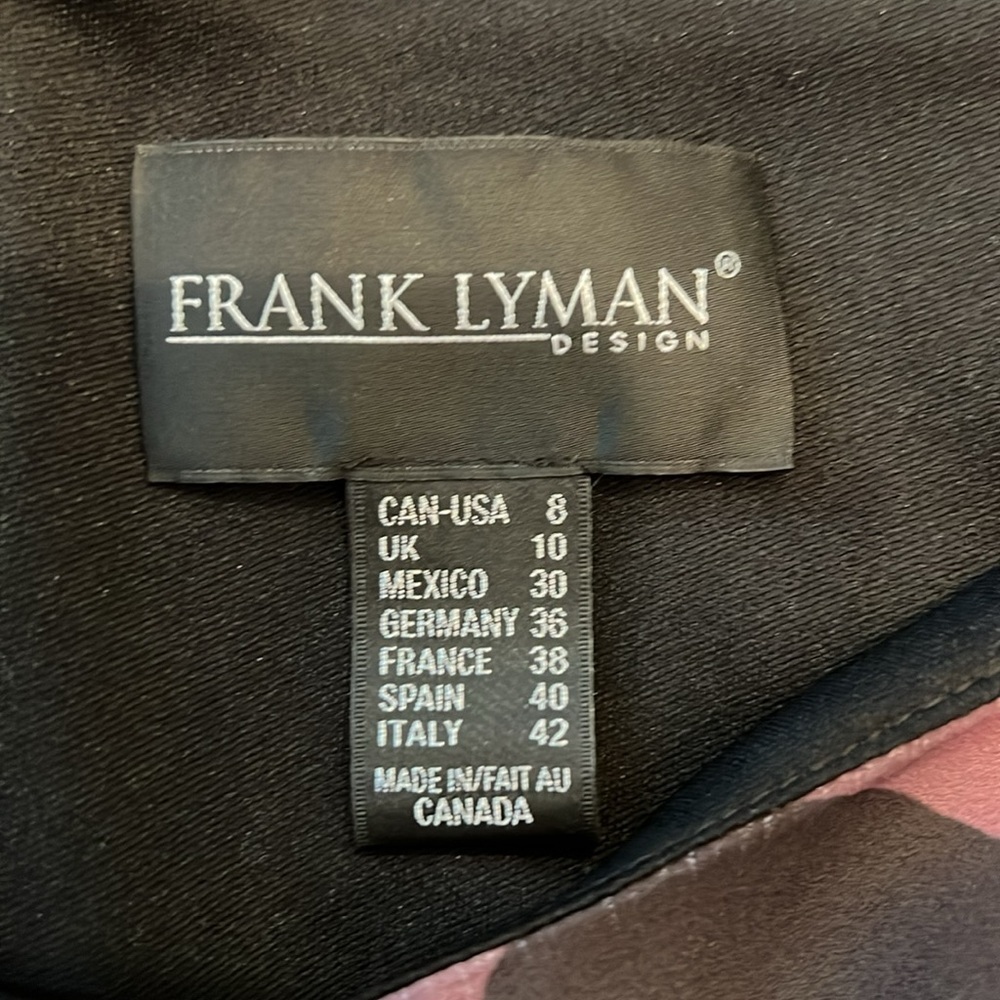 FRANK LYMAN®
DESIGN
CAN-USA 8
UK 10
MEXICO 30
GERMANY 36
FRANCE 38
SPAIN 40
ITALY 42
MADE IN/FAIT AU
CANADA